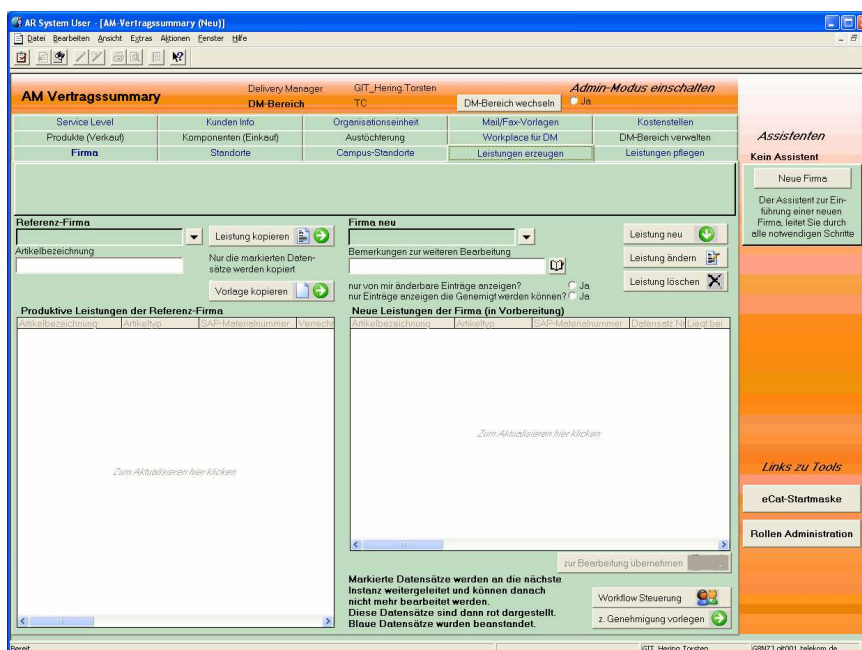 AR System User - [AM-Vertragssummary (Neu)]
Datei Bearbeiten Ansicht Extras Aktionen Fenster Hilfe
AM Vertragssummary
Delivery Manager GIT_Hering.Torsten
DM-Bereich TC
DM-Bereich wechseln
Admin-Modus einschalten
Ja
Service Level Kunden Info Organisationseinheit Mail/Fax-Vorlagen Kostenstellen
Produkte (Verkauf) Komponenten (Einkauf) Austöchterung Workplace für DM DM-Bereich verwalten
Firma Standorte Campus-Standorte Leistungen erzeugen Leistungen pflegen
Assistenten
Kein Assistent
Neue Firma
Der Assistent zur Ein-
führung einer neuen
Firma, leitet Sie durch
alle notwendigen Schritte
Referenz-Firma
Leistung kopieren
Artikelbezeichnung
Nur die markierten Daten-
sätze werden kopiert
Vorlage kopieren
Firma neu
Bemerkungen zur weiteren Bearbeitung
nur von mir änderbare Einträge anzeigen? Ja
nur Einträge anzeigen die Genemigt werden können? Ja
Leistung neu
Leistung ändern
Leistung löschen
Produktive Leistungen der Referenz-Firma
Artikelbezeichnung Artikeltyp SAP-Materialnummer Verrechn
Zum Aktualisieren hier klicken
Neue Leistungen der Firma (in Vorbereitung)
Artikelbezeichnung Artikeltyp SAP-Materialnummer Datensatz Nr Liegt bei
Zum Aktualisieren hier klicken
zur Bearbeitung übernehmen
Markierte Datensätze werden an die nächste
Instanz weitergeleitet und können danach
nicht mehr bearbeitet werden.
Diese Datensätze sind dann rot dargestellt.
Blaue Datensätze wurden beanstandet.
Workflow Steuerung
z. Genehmigung vorlegen
Links zu Tools
eCat-Startmaske
Rollen Administration
Bereit
GIT_Hering.Torsten